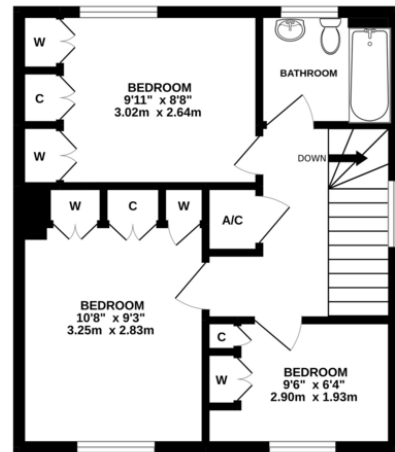 W
C
W
BEDROOM
9'11" x 8'8"
3.02m x 2.64m
BATHROOM
DOWN
W
C
W
A/C
BEDROOM
10'8" x 9'3"
3.25m x 2.83m
C
W
BEDROOM
9'6" x 6'4"
2.90m x 1.93m